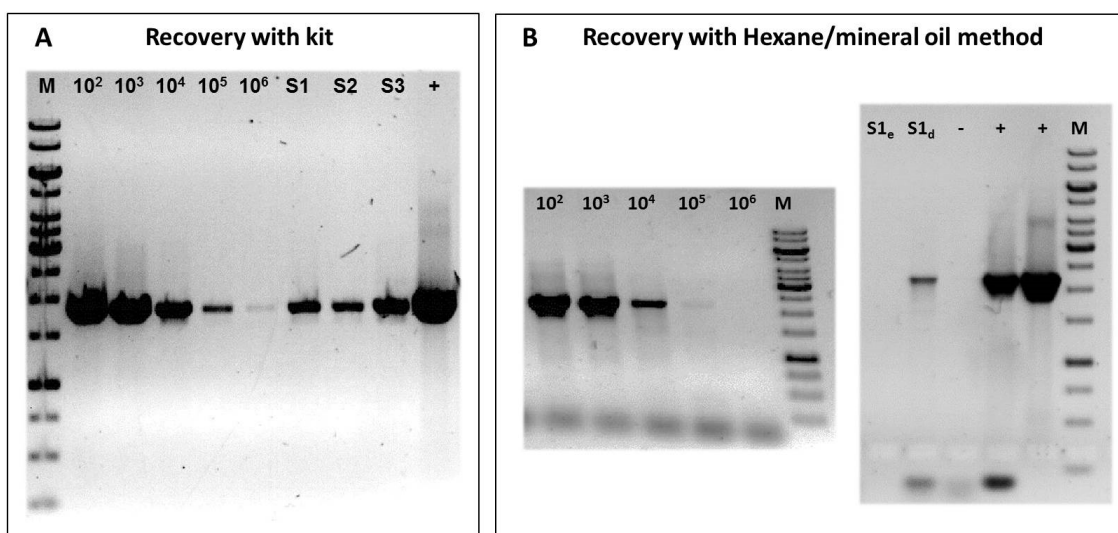 A Recovery with kit
M 10² 10³ 10⁴ 10⁵ 10⁶ S1 S2 S3 +
B Recovery with Hexane/mineral oil method
10² 10³ 10⁴ 10⁵ 10⁶ M
S1ₑ S1d - + + M